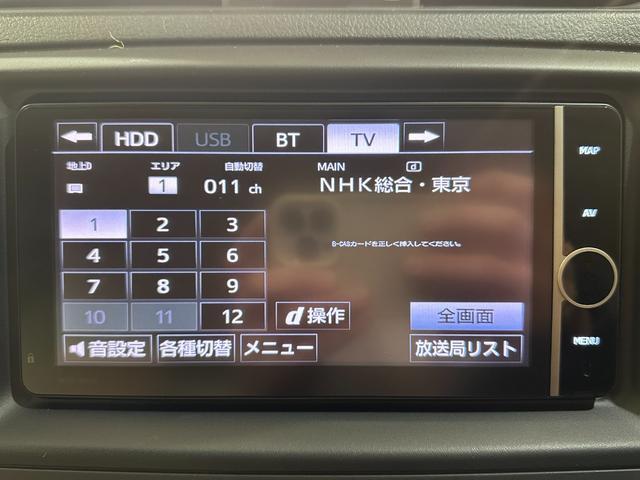 HDD USB BT TV
地上D エリア 自動切替 MAIN d
1 011 ch NHK総合・東京
1 2 3
B-CASカードを正しく挿入してください。
4 5 6
7 8 9
10 11 12 d操作 全画面
音設定 各種切替 メニュー 放送局リスト
MAP
AV
MENU